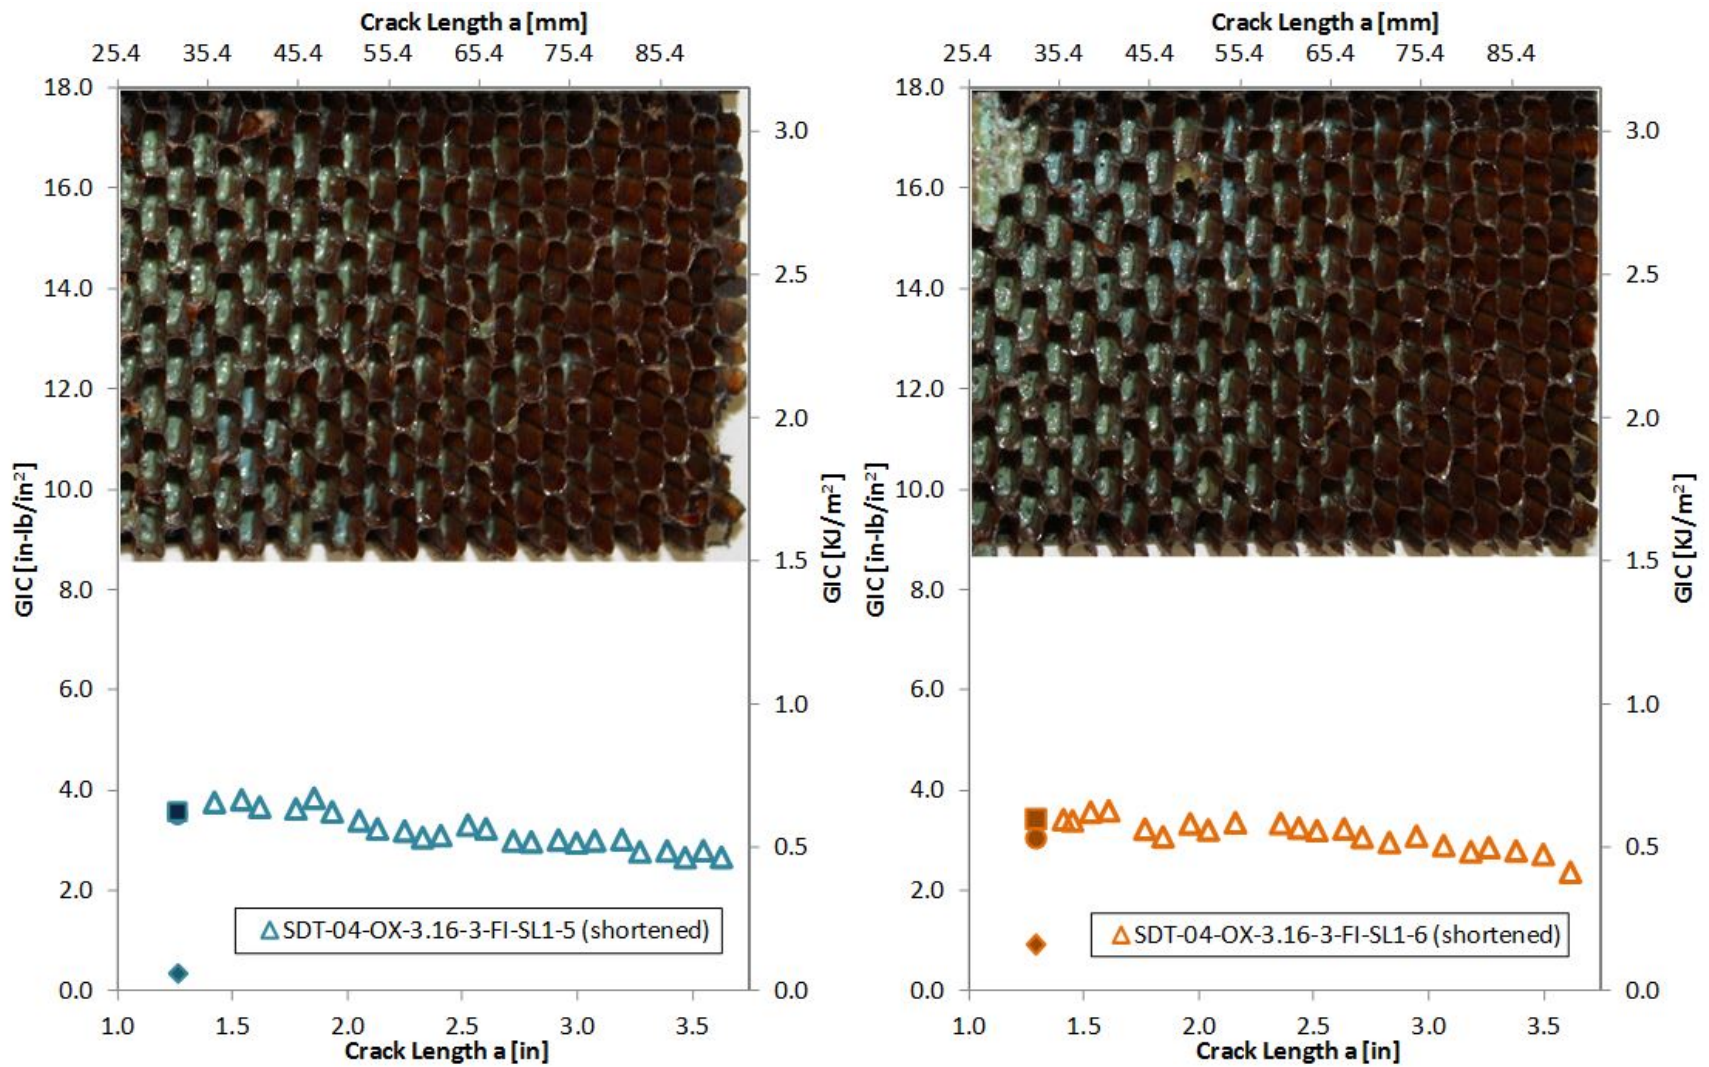 Crack Length a [mm]
25.4 35.4 45.4 55.4 65.4 75.4 85.4
18.0
16.0
14.0
12.0
10.0
8.0
6.0
4.0
2.0
0.0
GIC [in-lb/in²]
3.0
2.5
2.0
1.5
1.0
0.5
0.0
GIC [KJ/m²]
SDT-04-OX-3.16-3-FI-SL1-5 (shortened)
1.0 1.5 2.0 2.5 3.0 3.5
Crack Length a [in]
Crack Length a [mm]
25.4 35.4 45.4 55.4 65.4 75.4 85.4
18.0
16.0
14.0
12.0
10.0
8.0
6.0
4.0
2.0
0.0
GIC [in-lb/in²]
3.0
2.5
2.0
1.5
1.0
0.5
0.0
GIC [KJ/m²]
SDT-04-OX-3.16-3-FI-SL1-6 (shortened)
1.0 1.5 2.0 2.5 3.0 3.5
Crack Length a [in]